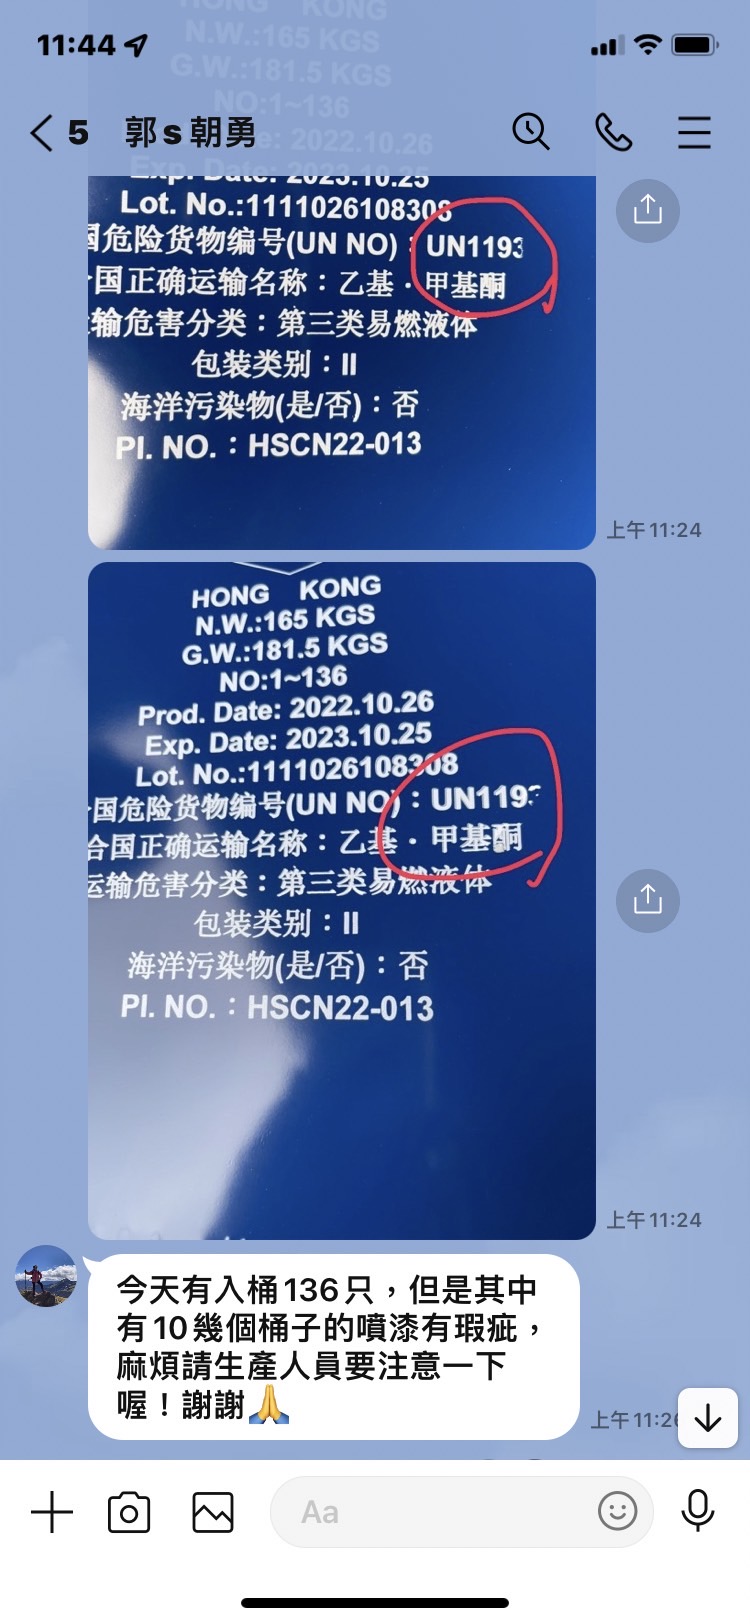 HONG KONG
N.W.:165 KGS
G.W.:181.5 KGS
NO:1~136
11:44
5 郭s朝勇
e: 2022.10.26
Exp. Date: 2023.10.25
Lot. No.:1111026108308
国危险货物编号(UN NO)：UN1193
国正确运输名称：乙基·甲基酮
输危害分类：第三类易燃液体
包装类别：II
海洋污染物(是/否)：否
PI. NO.：HSCN22-013
上午11:24
HONG KONG
N.W.:165 KGS
G.W.:181.5 KGS
NO:1~136
Prod. Date: 2022.10.26
Exp. Date: 2023.10.25
Lot. No.:1111026108308
国危险货物编号(UN NO)：UN119
合国正确运输名称：乙基·甲基酮
运输危害分类：第三类易燃液体
包装类别：II
海洋污染物(是/否)：否
PI. NO.：HSCN22-013
上午11:24
今天有入桶136只，但是其中
有10幾個桶子的噴漆有瑕疵，
麻煩請生產人員要注意一下
喔！謝謝🙏
上午11:26
Aa